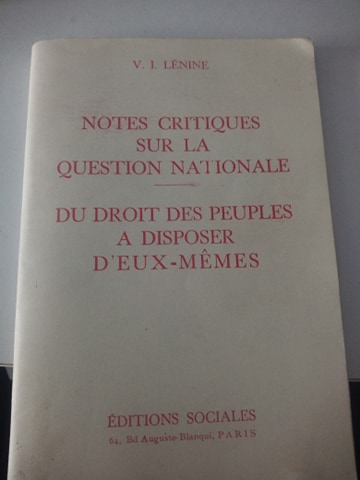 V. I. LÉNINE
NOTES CRITIQUES
SUR LA
QUESTION NATIONALE
DU DROIT DES PEUPLES
A DISPOSER
D'EUX-MÊMES
ÉDITIONS SOCIALES
64, Bd Auguste-Blanqui, PARIS